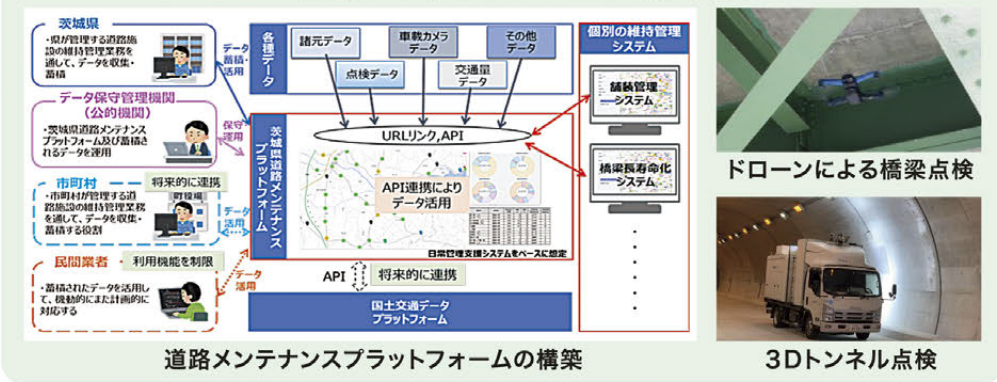 茨城県
・県が管理する道路施
設の維持管理業務を
通して、データを収集・
蓄積
データ
蓄積・
活用
データ保守管理機関
(公的機関)
・茨城県道路メンテナンス
プラットフォーム及び蓄積さ
れるデータを運用
保守
運用
市町村
将来的に連携
・市町村が管理する道
路施設の維持管理業務
を通して、データを収集・
蓄積する役割
町役場
データ
活用
民間業者
利用機能を制限
・蓄積されたデータを活用し
て、機動的にまた計画的に
対応する
データ
活用
各種データ
諸元データ
車載カメラ
データ
その他
データ
点検データ
交通量
データ
茨城県道路メンテナンス
プラットフォーム
URLリンク,API
API連携により
データ活用
日常管理支援システムをベースに想定
API
将来的に連携
国土交通データ
プラットフォーム
個別の維持管理
システム
舗装管理
システム
橋梁長寿命化
システム
道路メンテナンスプラットフォームの構築
ドローンによる橋梁点検
3Dトンネル点検